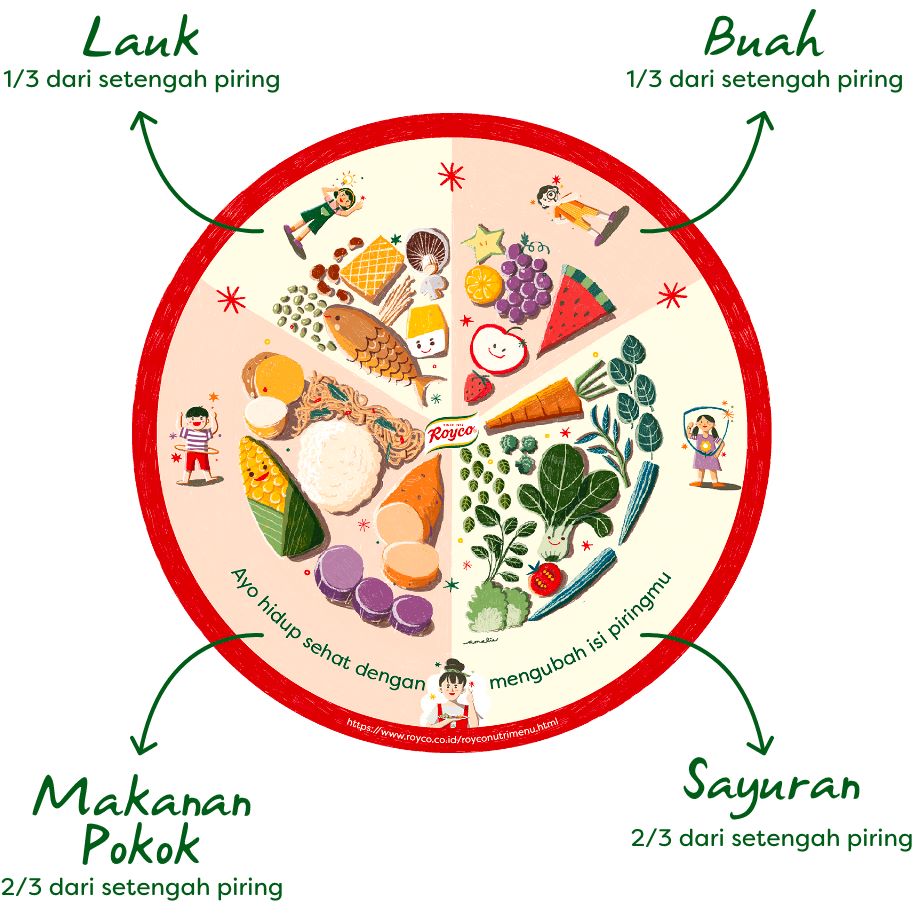 Lauk
1/3 dari setengah piring
Buah
1/3 dari setengah piring
Royco
Ayo hidup sehat dengan
mengubah isi piringmu
https://www.royco.co.id/royconutrimenu.html
Makanan
Pokok
2/3 dari setengah piring
Sayuran
2/3 dari setengah piring